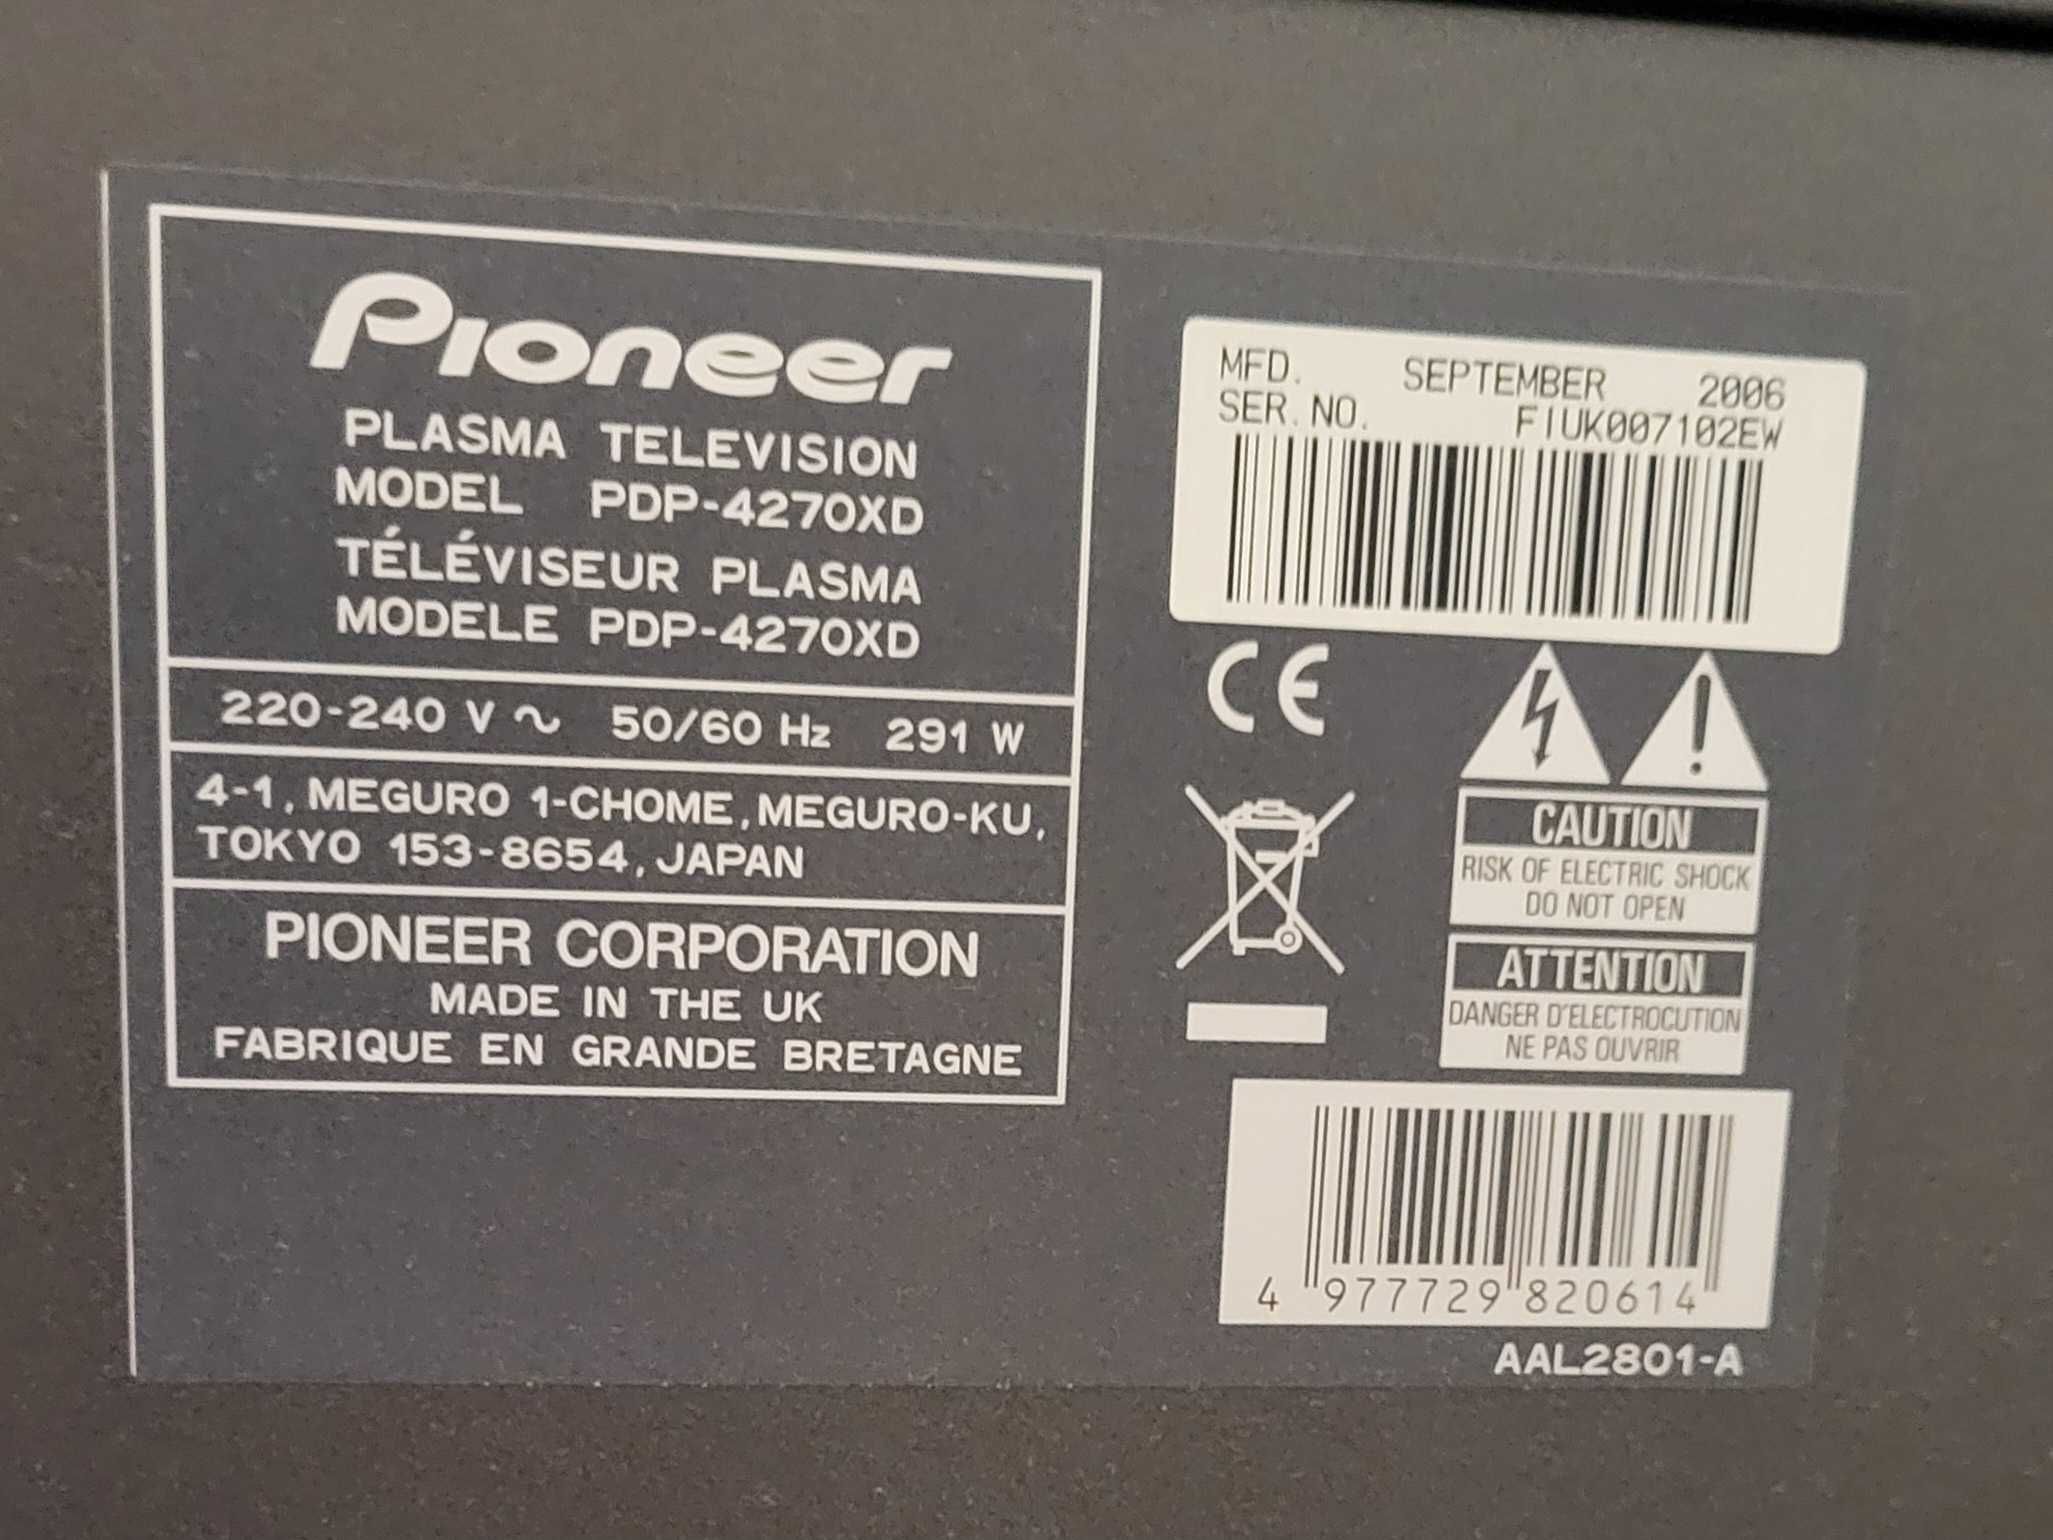 Pioneer
PLASMA TELEVISION
MODEL PDP-4270XD
TÉLÉVISEUR PLASMA
MODELE PDP-4270XD
220-240 V ~ 50/60 Hz 291 W
4-1, MEGURO 1-CHOME, MEGURO-KU,
TOKYO 153-8654, JAPAN
PIONEER CORPORATION
MADE IN THE UK
FABRIQUE EN GRANDE BRETAGNE
MFD. SEPTEMBER 2006
SER. NO. FIUK007102EW
CE
CAUTION
RISK OF ELECTRIC SHOCK
DO NOT OPEN
ATTENTION
DANGER D'ELECTROCUTION
NE PAS OUVRIR
4 977729 820614
AAL2801-A